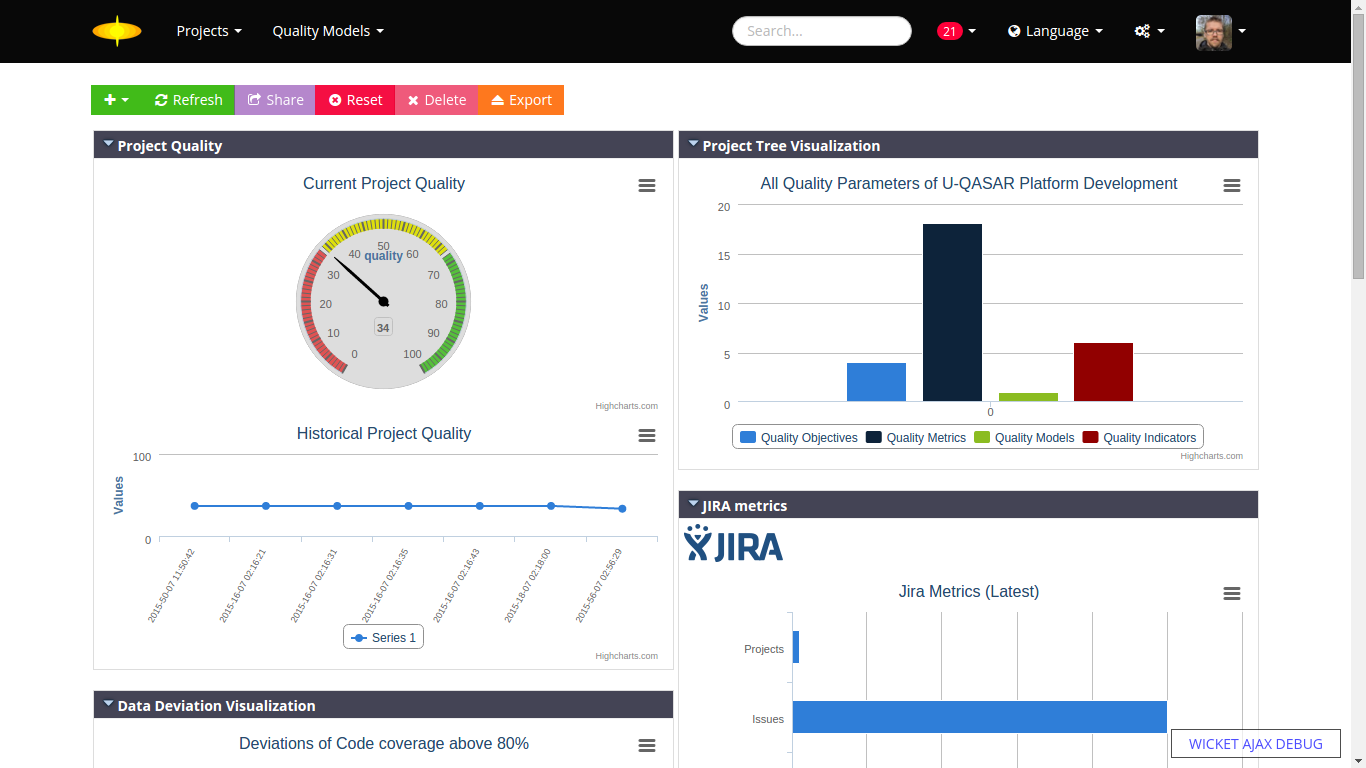 Projects
Quality Models
Search...
21
Language
Refresh
Share
Reset
Delete
Export
Project Quality
Current Project Quality
0
10
20
30
40
50
60
70
80
90
100
quality
34
Highcharts.com
Historical Project Quality
Values
100
0
2015-50-07 11:50:42
2015-16-07 02:16:21
2015-16-07 02:16:31
2015-16-07 02:16:35
2015-16-07 02:16:43
2015-18-07 02:18:00
2015-56-07 02:56:29
Series 1
Highcharts.com
Data Deviation Visualization
Deviations of Code coverage above 80%
Project Tree Visualization
All Quality Parameters of U-QASAR Platform Development
Values
20
15
10
5
0
0
Quality Objectives
Quality Metrics
Quality Models
Quality Indicators
Highcharts.com
JIRA metrics
JIRA
Jira Metrics (Latest)
Projects
Issues
WICKET AJAX DEBUG